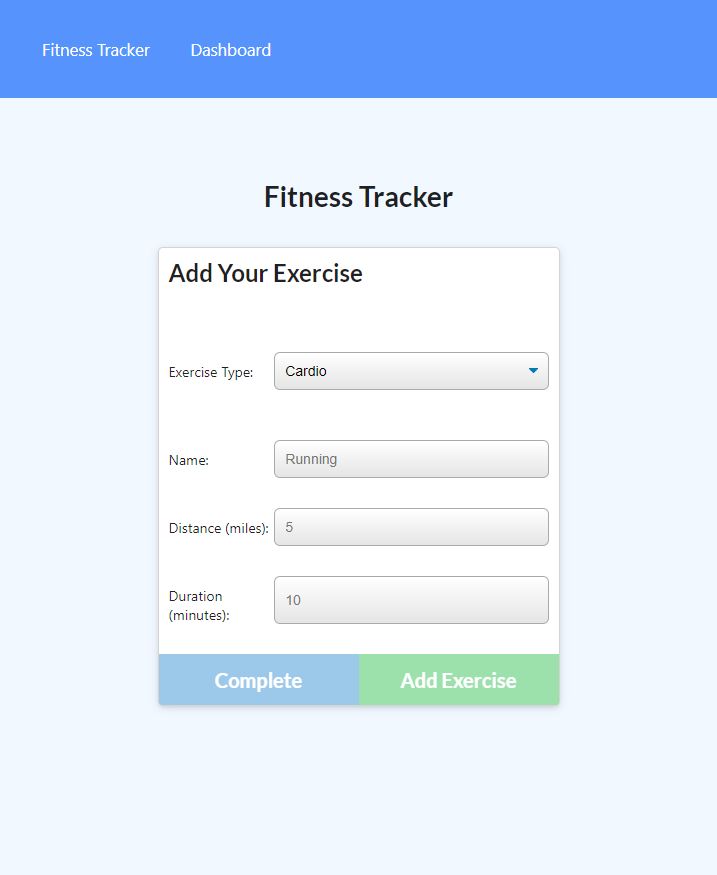 Fitness Tracker Dashboard
Fitness Tracker
Add Your Exercise
Exercise Type: Cardio
Name: Running
Distance (miles): 5
Duration
(minutes): 10
Complete Add Exercise